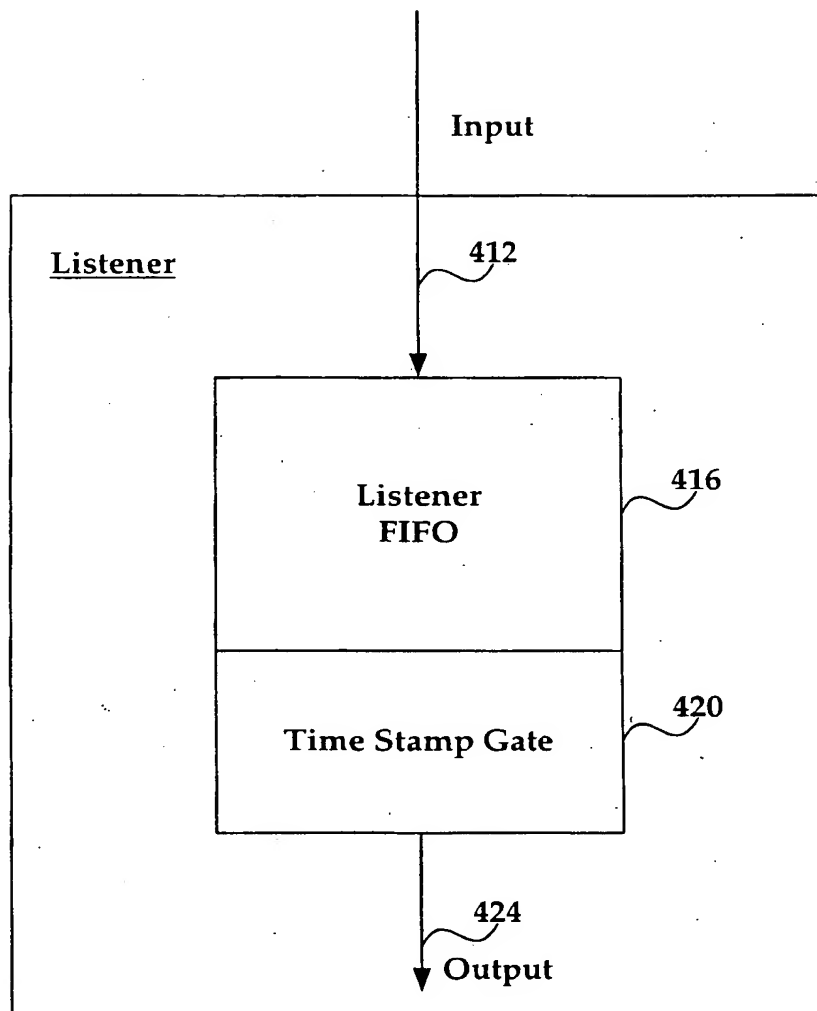 Input
Listener
412
Listener
FIFO
416
Time Stamp Gate
420
424
Output